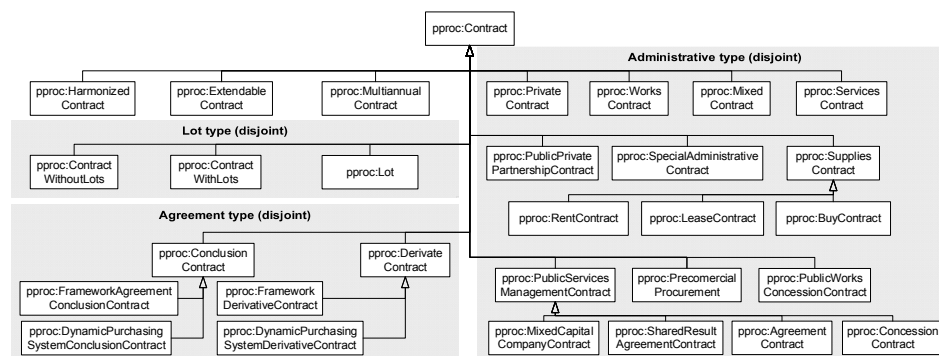 pproc:Contract
Administrative type (disjoint)
pproc:Harmonized
Contract
pproc:Extendable
Contract
pproc:Multiannual
Contract
pproc:Private
Contract
pproc:Works
Contract
pproc:Mixed
Contract
pproc:Services
Contract
Lot type (disjoint)
pproc:Contract
WithoutLots
pproc:Contract
WithLots
pproc:Lot
pproc:PublicPrivate
PartnershipContract
pproc:SpecialAdministrative
Contract
pproc:Supplies
Contract
pproc:RentContract
pproc:LeaseContract
pproc:BuyContract
Agreement type (disjoint)
pproc:Conclusion
Contract
pproc:Derivate
Contract
pproc:FrameworkAgreement
ConclusionContract
pproc:Framework
DerivativeContract
pproc:DynamicPurchasing
SystemConclusionContract
pproc:DynamicPurchasing
SystemDerivativeContract
pproc:PublicServices
ManagementContract
pproc:Precomercial
Procurement
pproc:PublicWorks
ConcessionContract
pproc:MixedCapital
CompanyContract
pproc:SharedResult
AgreementContract
pproc:Agreement
Contract
pproc:Concession
Contract